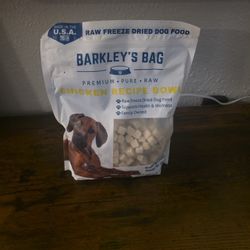 MADE IN THE
U.S.A.
RAW FREEZE DRIED DOG FOOD
BARKLEY'S BAG
PREMIUM • PURE • RAW
CHICKEN RECIPE BOWL
• Raw Freeze Dried Dog Food
• Supports Health & Wellness
• Family Owned